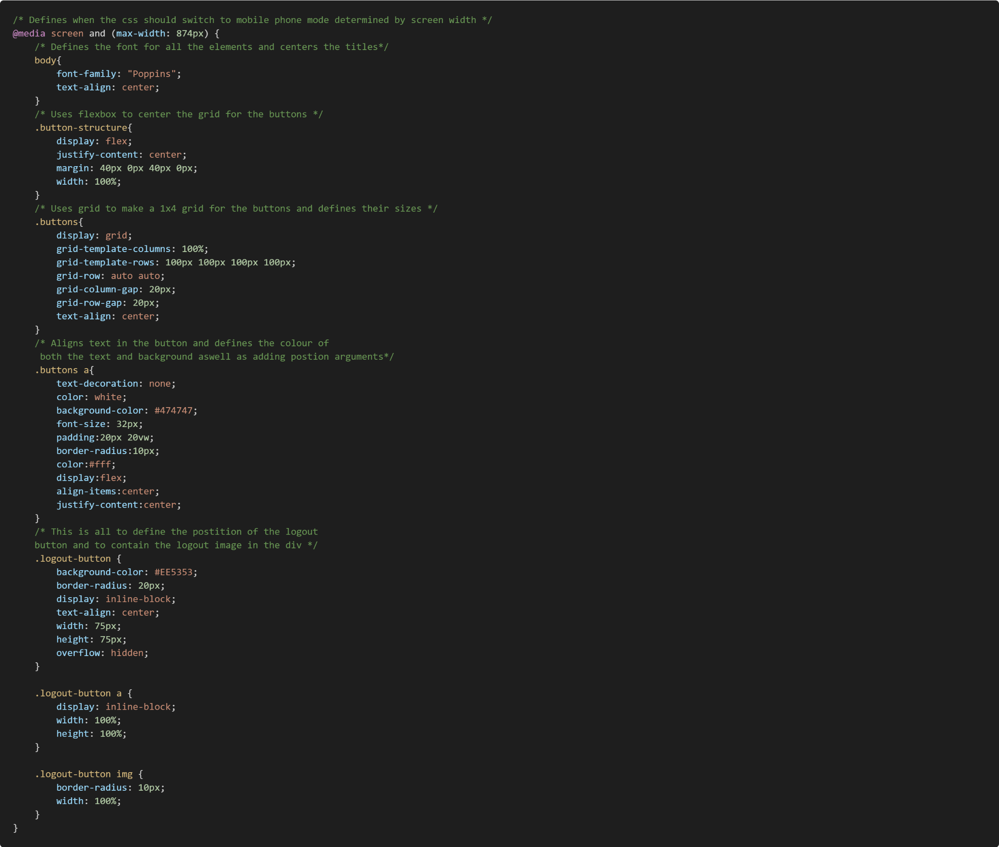 /* Defines when the css should switch to mobile phone mode determined by screen width */
@media screen and (max-width: 874px) {
    /* Defines the font for all the elements and centers the titles*/
    body{
        font-family: "Poppins";
        text-align: center;
    }
    /* Uses flexbox to center the grid for the buttons */
    .button-structure{
        display: flex;
        justify-content: center;
        margin: 40px 0px 40px 0px;
        width: 100%;
    }
    /* Uses grid to make a 1x4 grid for the buttons and defines their sizes */
    .buttons{
        display: grid;
        grid-template-columns: 100%;
        grid-template-rows: 100px 100px 100px 100px;
        grid-row: auto auto;
        grid-column-gap: 20px;
        grid-row-gap: 20px;
        text-align: center;
    }
    /* Aligns text in the button and defines the colour of
     both the text and background aswell as adding postion arguments*/
    .buttons a{
        text-decoration: none;
        color: white;
        background-color: #474747;
        font-size: 32px;
        padding:20px 20vw;
        border-radius:10px;
        color:#fff;
        display:flex;
        align-items:center;
        justify-content:center;
    }
    /* This is all to define the postition of the logout
    button and to contain the logout image in the div */
    .logout-button {
        background-color: #EE5353;
        border-radius: 20px;
        display: inline-block;
        text-align: center;
        width: 75px;
        height: 75px;
        overflow: hidden;
    }

    .logout-button a {
        display: inline-block;
        width: 100%;
        height: 100%;
    }

    .logout-button img {
        border-radius: 10px;
        width: 100%;
    }
}